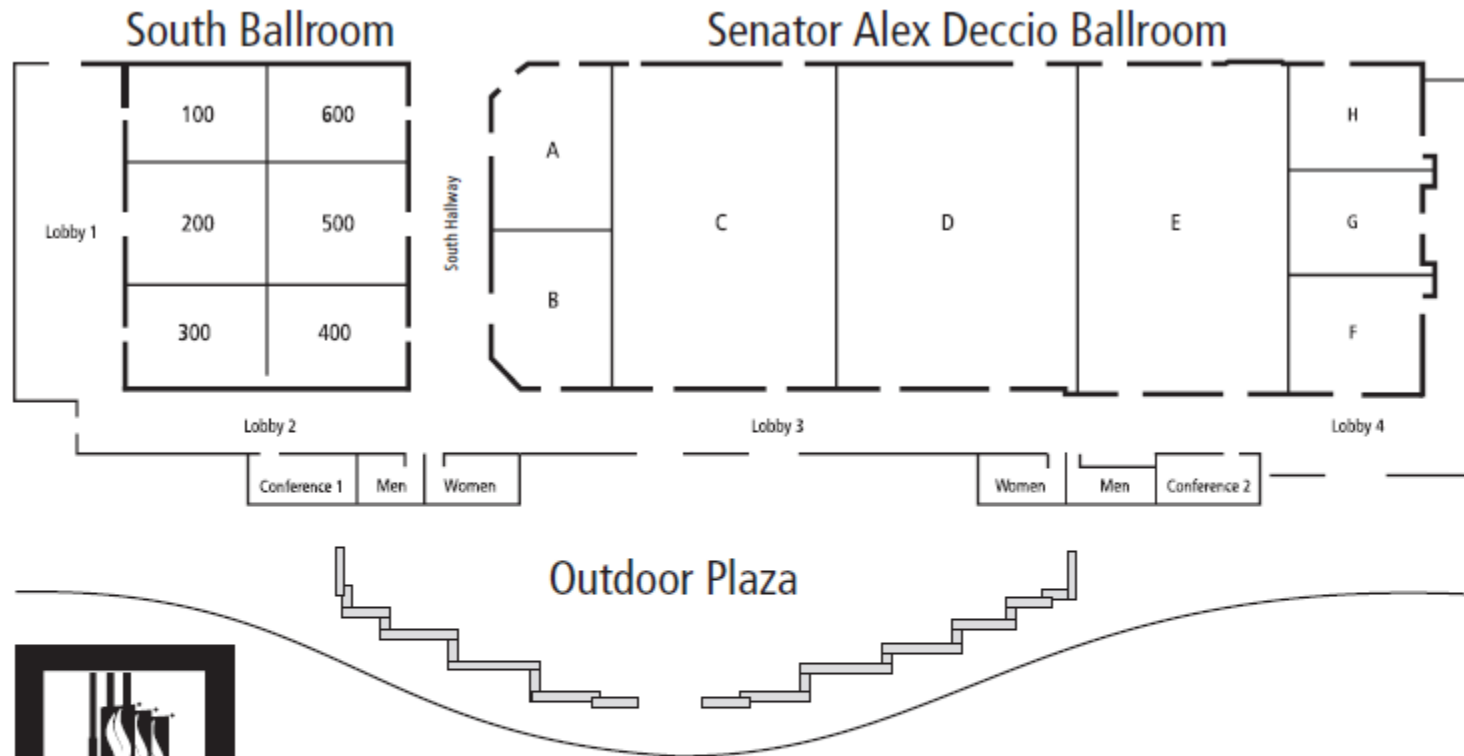 South Ballroom
Senator Alex Deccio Ballroom
100
600
A
H
200
500
South Hallway
C
D
E
G
Lobby 1
B
300
400
F
Lobby 2
Lobby 3
Lobby 4
Conference 1
Men
Women
Women
Men
Conference 2
Outdoor Plaza